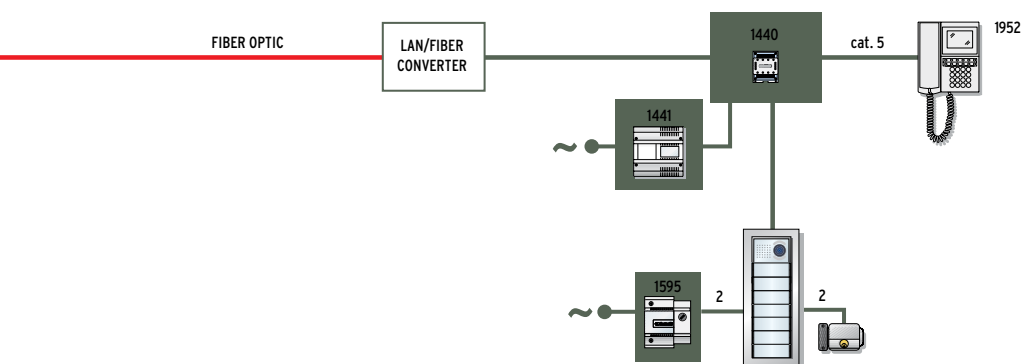 FIBER OPTIC
LAN/FIBER
CONVERTER
1440
cat. 5
1952
1441
1595
2
2